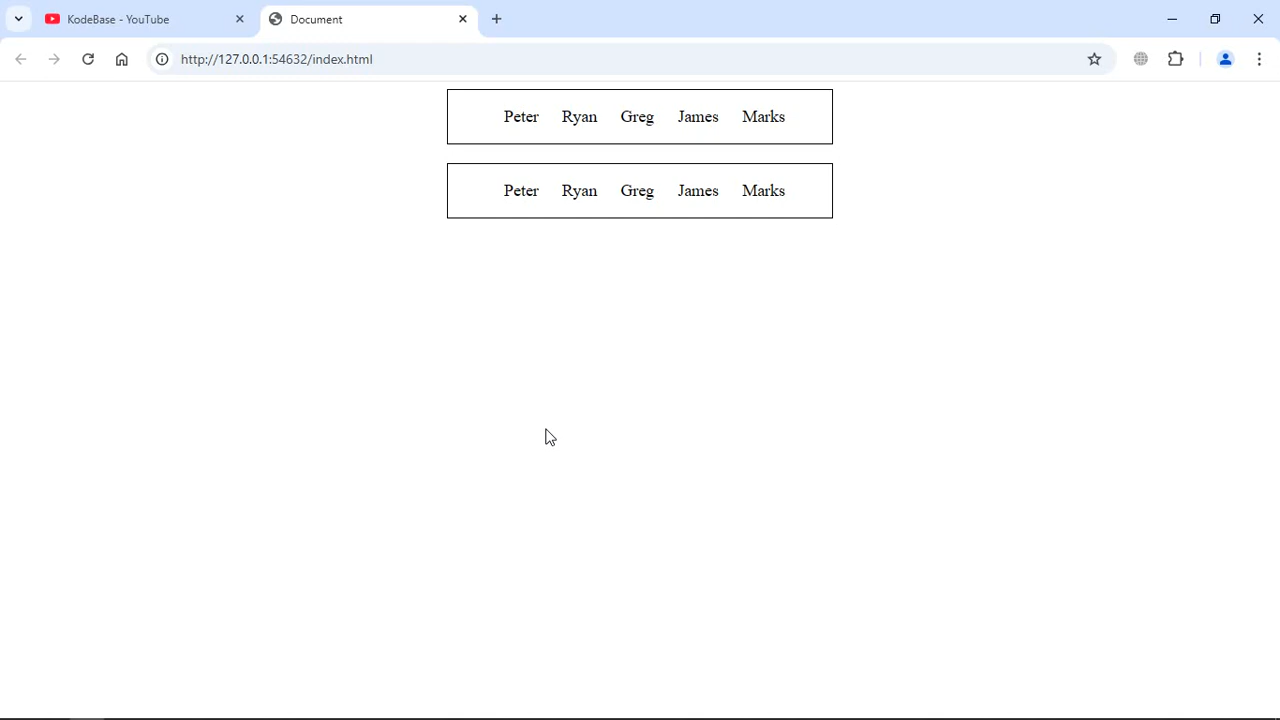 KodeBase - YouTube
Document
http://127.0.0.1:54632/index.html
Peter Ryan Greg James Marks
Peter Ryan Greg James Marks